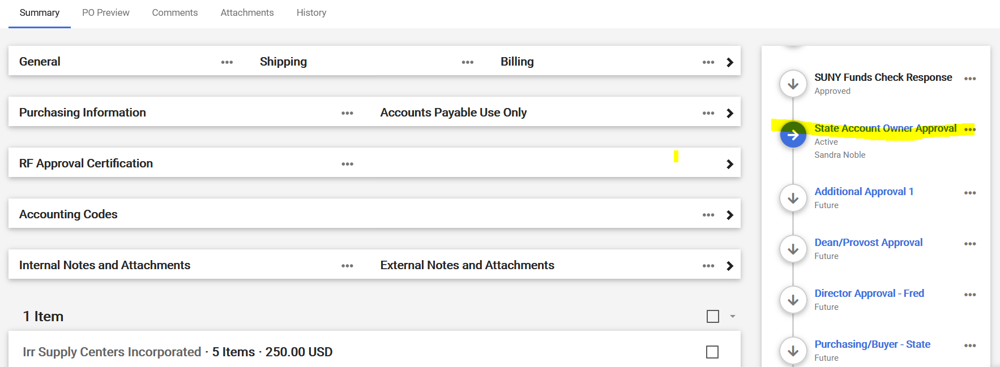 Summary PO Preview Comments Attachments History
General ••• Shipping ••• Billing •••
Purchasing Information ••• Accounts Payable Use Only •••
RF Approval Certification •••
Accounting Codes •••
Internal Notes and Attachments ••• External Notes and Attachments •••
1 Item
Irr Supply Centers Incorporated · 5 Items · 250.00 USD
SUNY Funds Check Response •••
Approved
State Account Owner Approval •••
Active
Sandra Noble
Additional Approval 1 •••
Future
Dean/Provost Approval •••
Future
Director Approval - Fred •••
Future
Purchasing/Buyer - State •••
Future